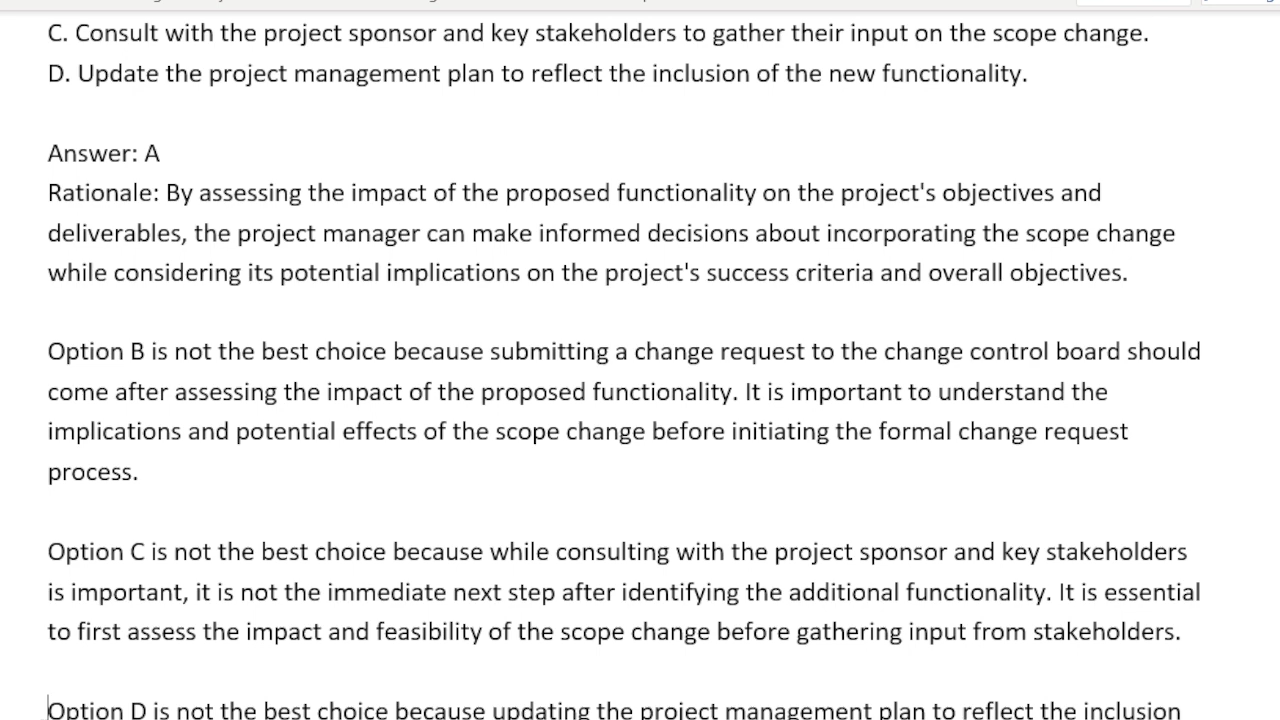 C. Consult with the project sponsor and key stakeholders to gather their input on the scope change.
D. Update the project management plan to reflect the inclusion of the new functionality.
Answer: A
Rationale: By assessing the impact of the proposed functionality on the project's objectives and
deliverables, the project manager can make informed decisions about incorporating the scope change
while considering its potential implications on the project's success criteria and overall objectives.
Option B is not the best choice because submitting a change request to the change control board should
come after assessing the impact of the proposed functionality. It is important to understand the
implications and potential effects of the scope change before initiating the formal change request
process.
Option C is not the best choice because while consulting with the project sponsor and key stakeholders
is important, it is not the immediate next step after identifying the additional functionality. It is essential
to first assess the impact and feasibility of the scope change before gathering input from stakeholders.
Option D is not the best choice because updating the project management plan to reflect the inclusion